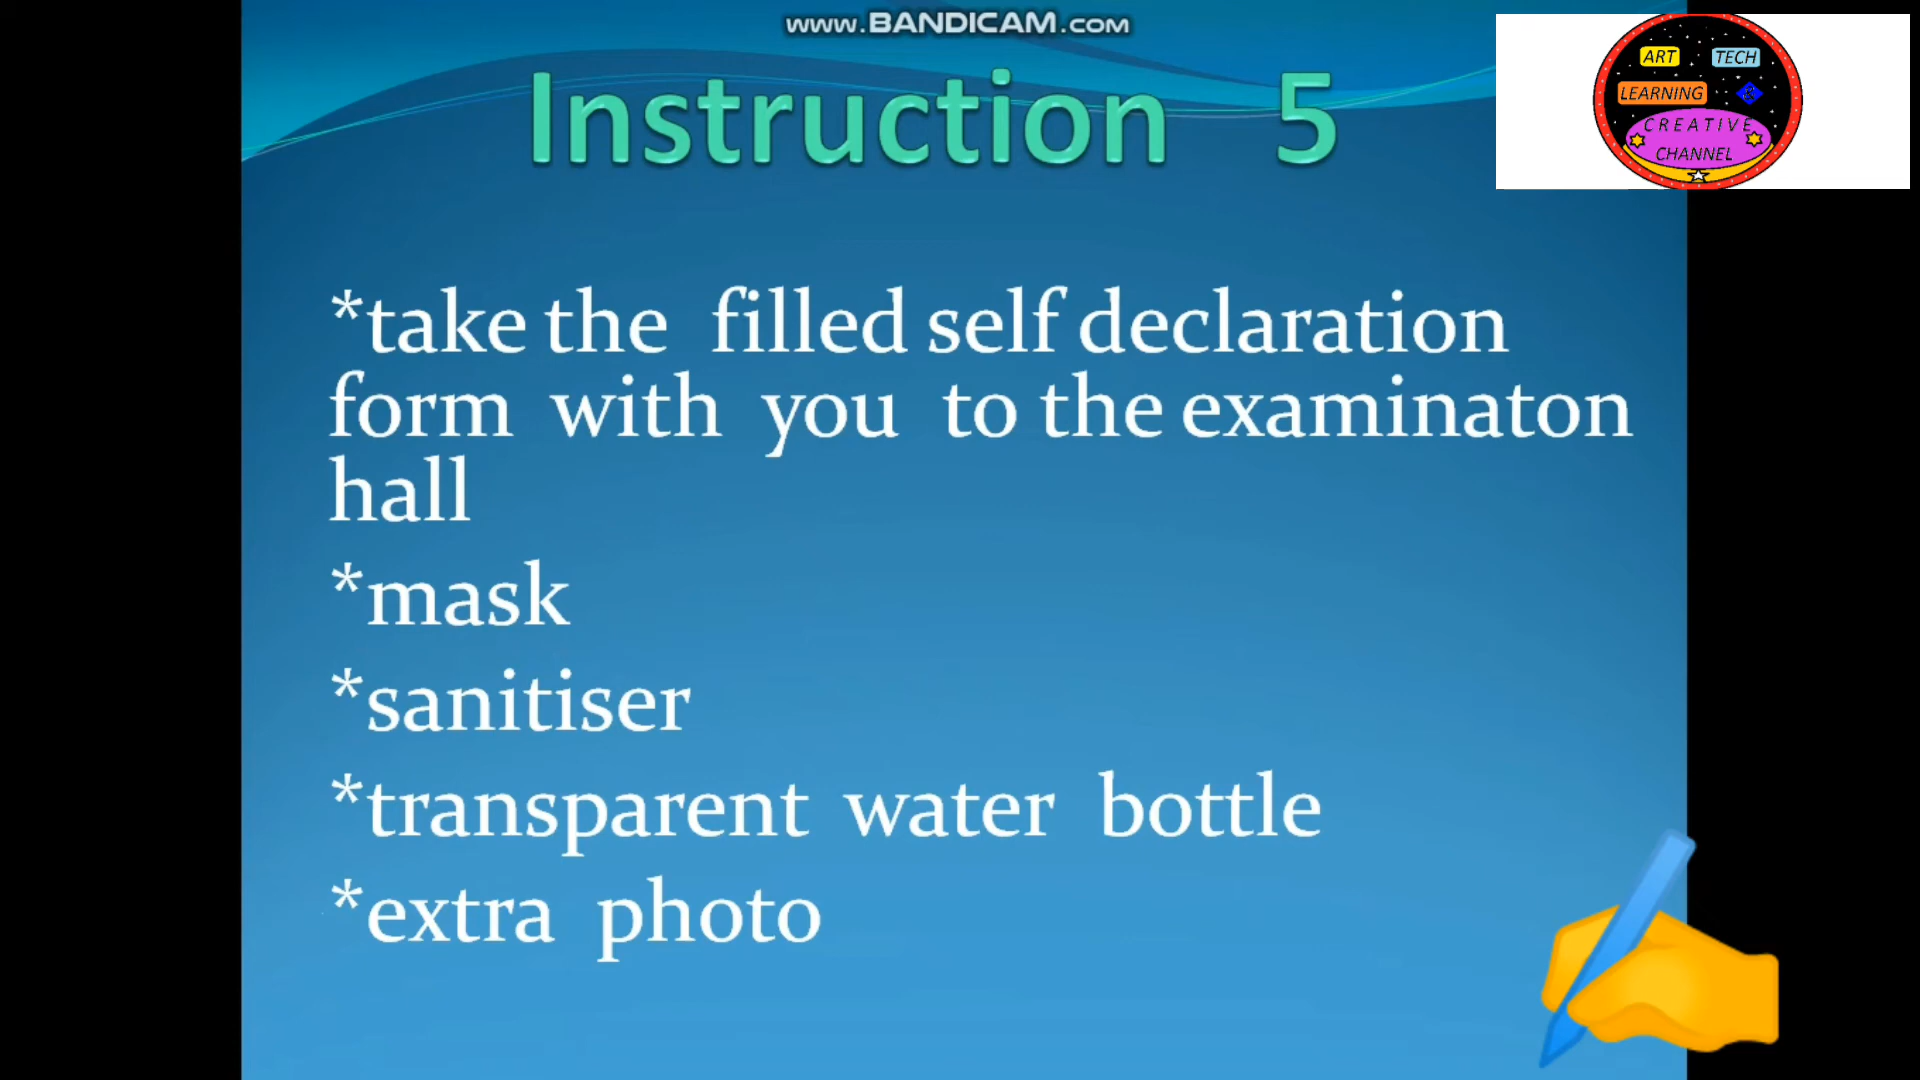 www.BANDICAM.com
Instruction 5
ART TECH
LEARNING &
CREATIVE
CHANNEL
*take the filled self declaration
form with you to the examinaton
hall
*mask
*sanitiser
*transparent water bottle
*extra photo